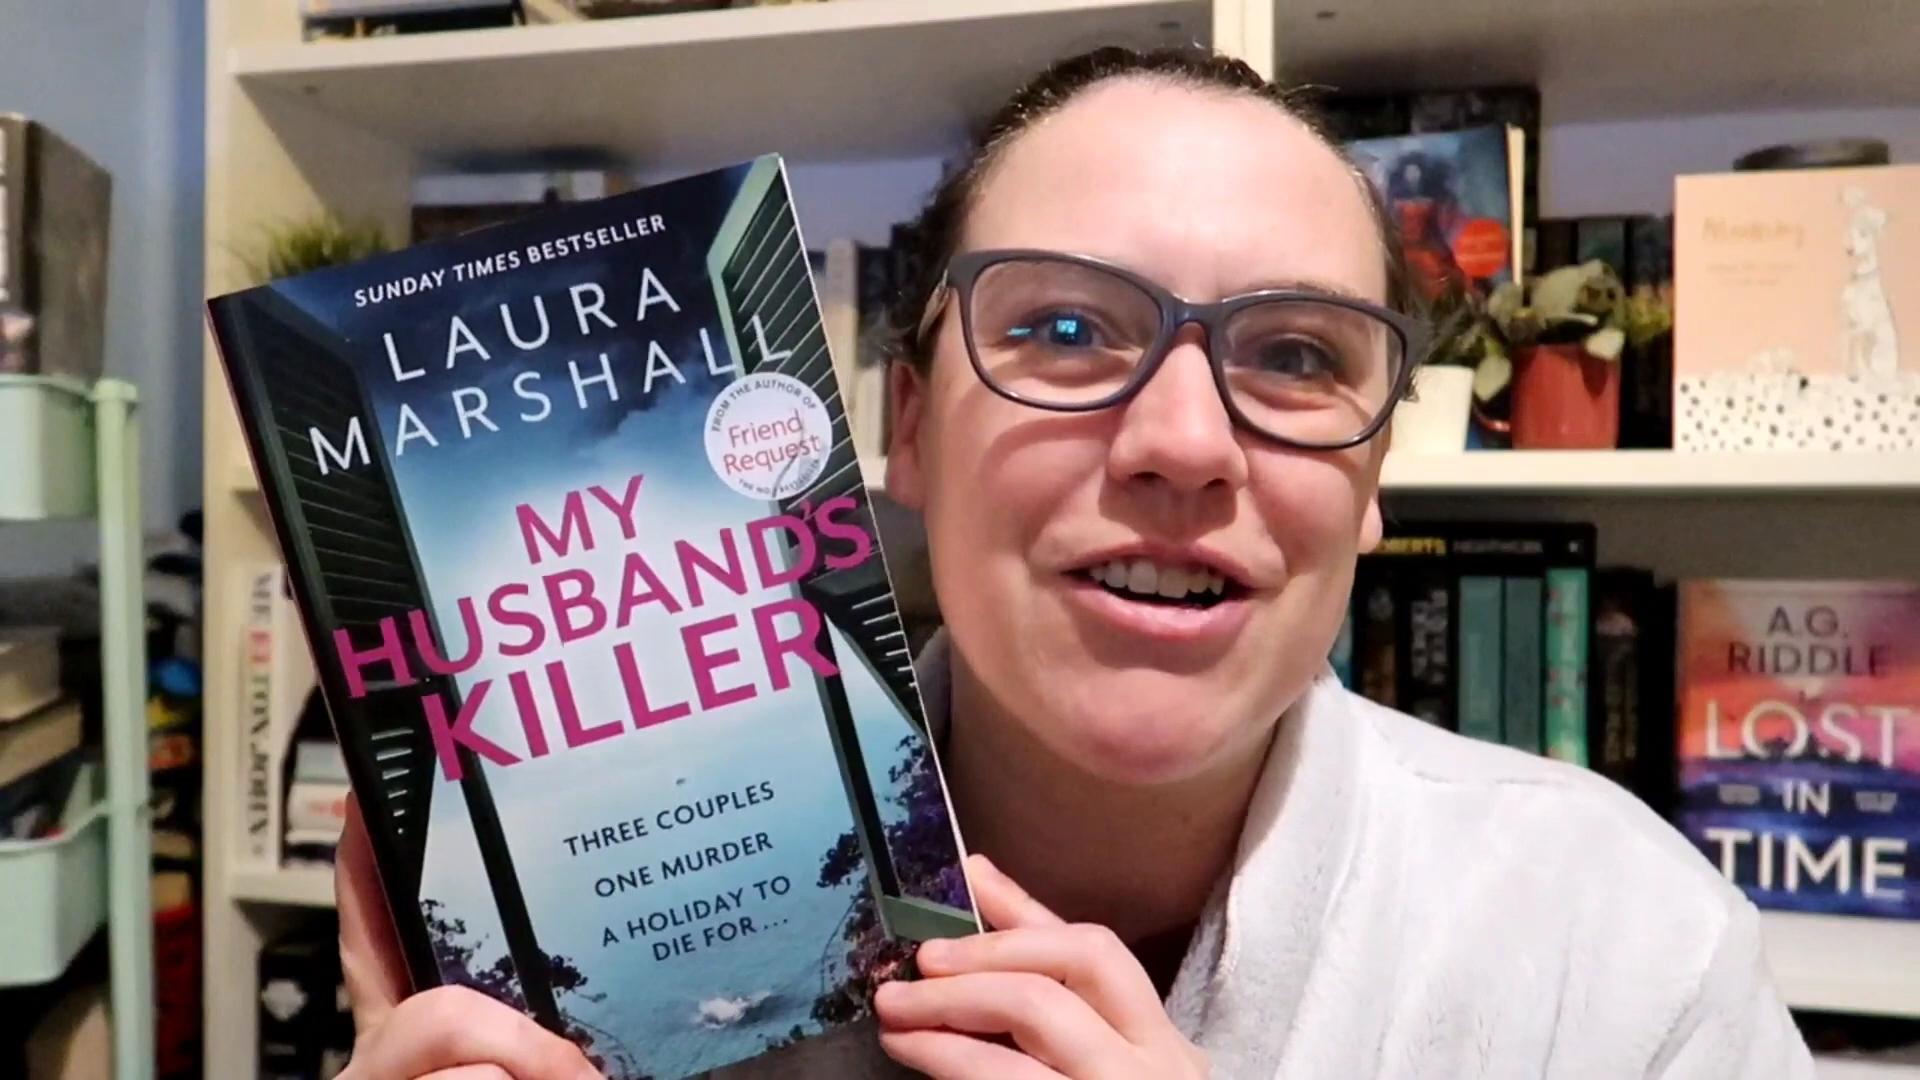 SUNDAY TIMES BESTSELLER
LAURA
MARSHALL
FROM THE AUTHOR OF
Friend
Request
MY
HUSBAND'S
KILLER
THREE COUPLES
ONE MURDER
A HOLIDAY TO
DIE FOR...
A.G.
RIDDLE
LOST
IN
TIME